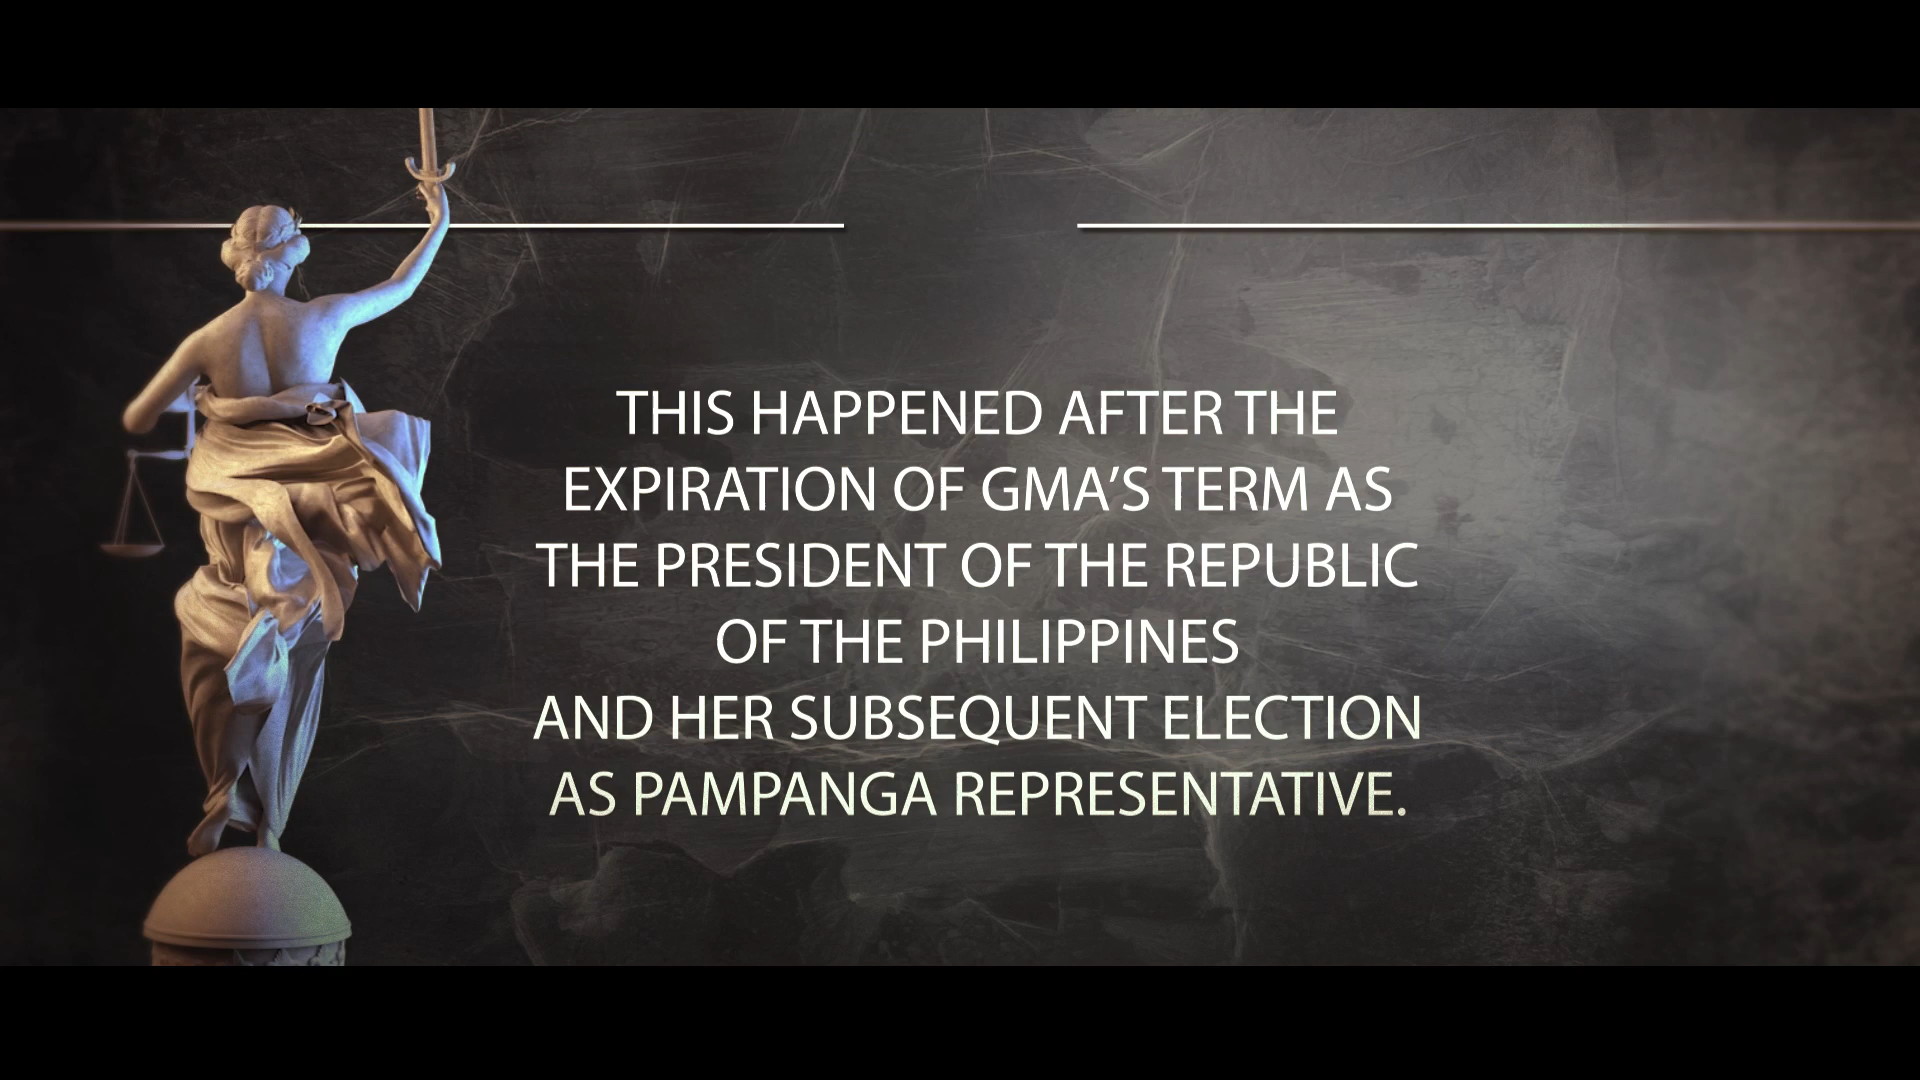 THIS HAPPENED AFTER THE
EXPIRATION OF GMA’S TERM AS
THE PRESIDENT OF THE REPUBLIC
OF THE PHILIPPINES
AND HER SUBSEQUENT ELECTION
AS PAMPANGA REPRESENTATIVE.